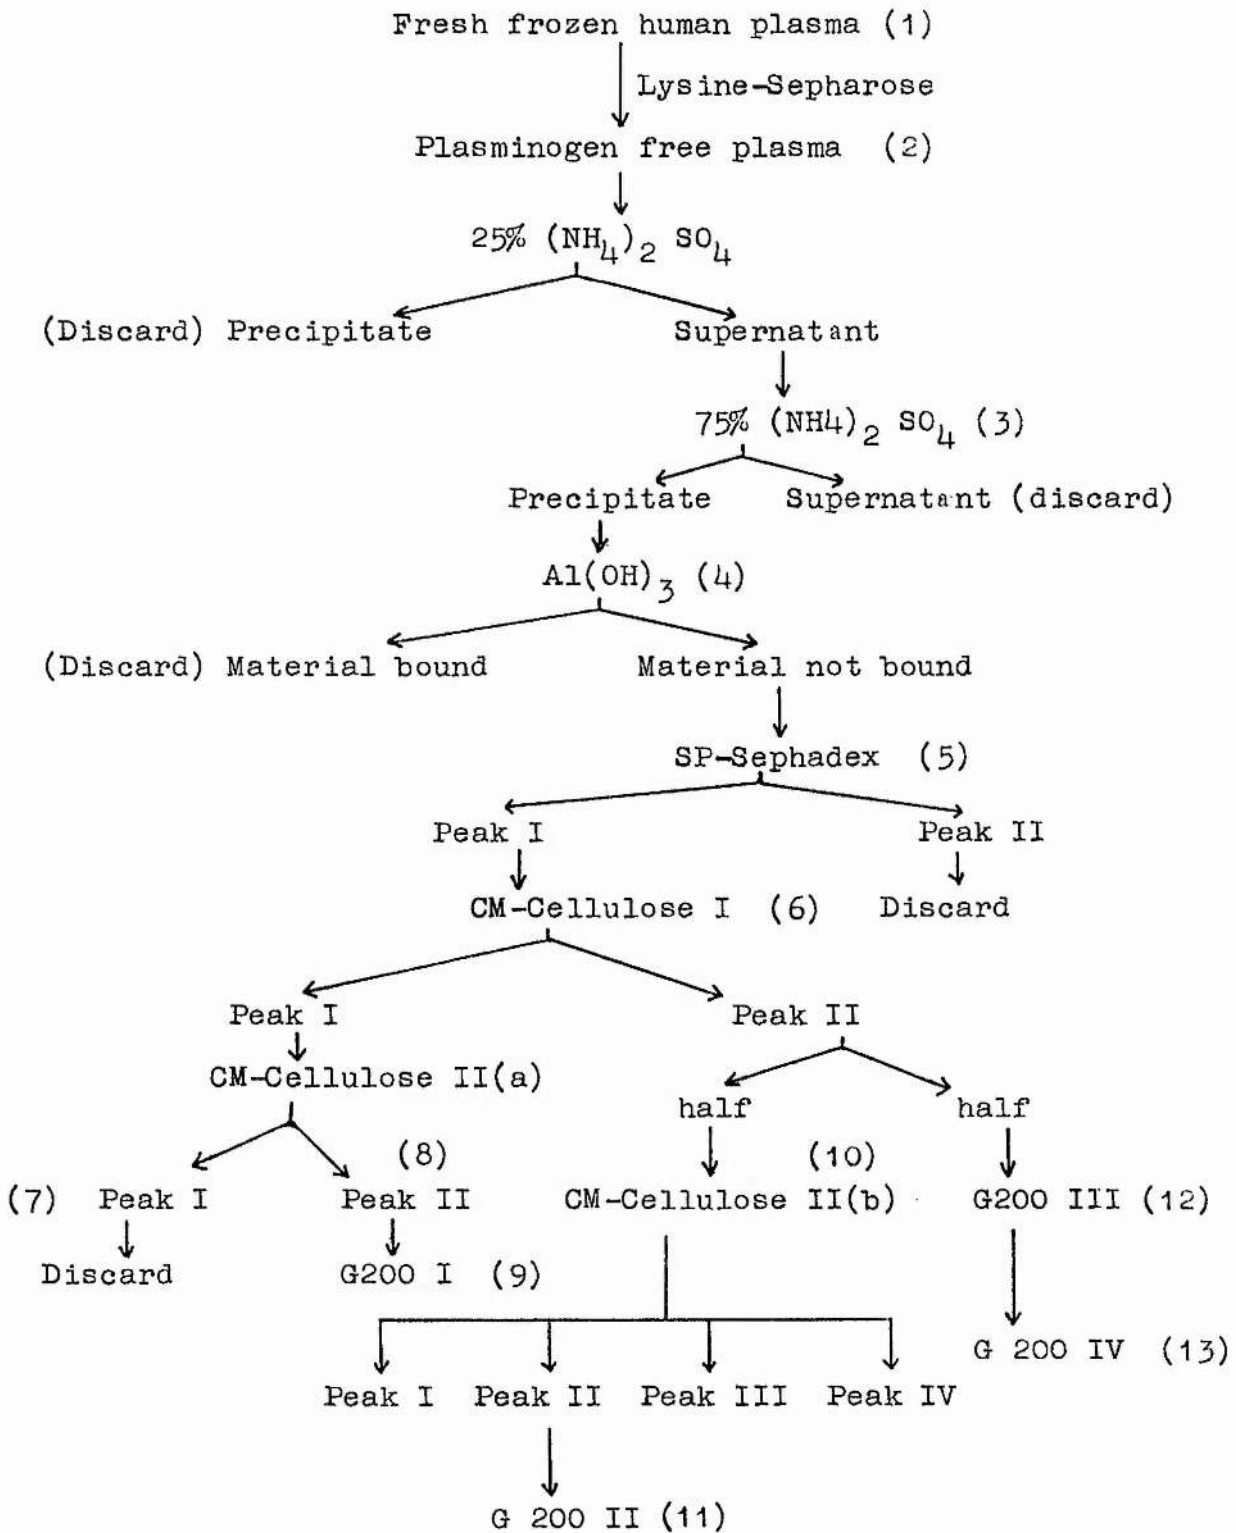 Fresh frozen human plasma (1)
Lysine-Sepharose
Plasminogen free plasma (2)
25% (NH4)2 SO4
(Discard) Precipitate Supernatant
75% (NH4)2 SO4 (3)
Precipitate Supernatant (discard)
Al(OH)3 (4)
(Discard) Material bound Material not bound
SP-Sephadex (5)
Peak I Peak II
CM-Cellulose I (6) Discard
Peak I Peak II
CM-Cellulose II(a)
half half
(8) (10)
(7) Peak I Peak II CM-Cellulose II(b) G200 III (12)
Discard G200 I (9)
G 200 IV (13)
Peak I Peak II Peak III Peak IV
G 200 II (11)